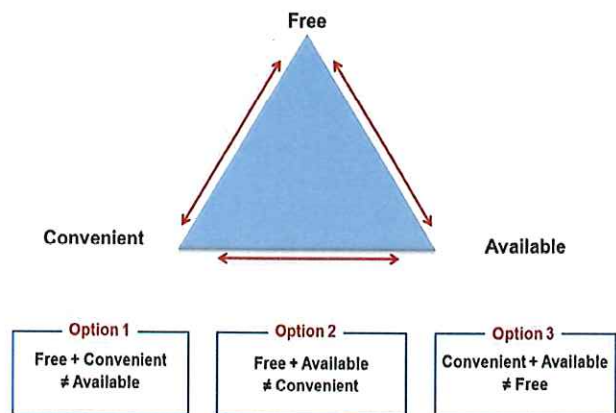 Free
Convenient
Available
Option 1
Free + Convenient
≠ Available
Option 2
Free + Available
≠ Convenient
Option 3
Convenient + Available
≠ Free